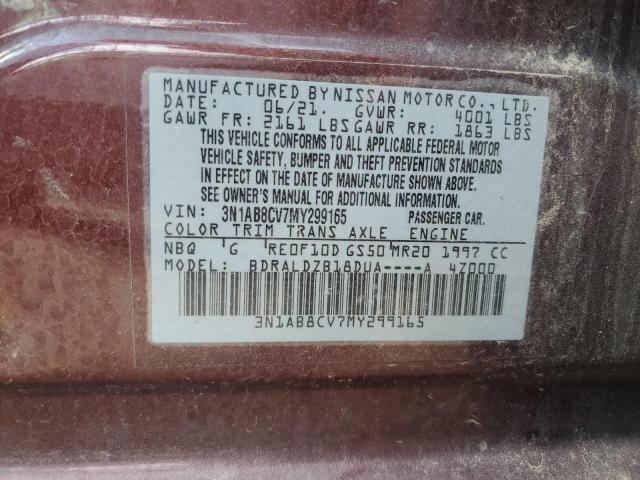 MANUFACTURED BY NISSAN MOTOR CO., LTD.
DATE: 06/21. GVWR: 4001 LBS
GAWR FR: 2161 LBS GAWR RR: 1863 LBS
THIS VEHICLE CONFORMS TO ALL APPLICABLE FEDERAL MOTOR
VEHICLE SAFETY, BUMPER AND THEFT PREVENTION STANDARDS
IN EFFECT ON THE DATE OF MANUFACTURE SHOWN ABOVE.
SEE OWNER'S MANUAL FOR ADDITIONAL INFORMATION.
VIN: 3N1AB8CV7MY299165 PASSENGER CAR.
COLOR TRIM TRANS AXLE ENGINE
NBQ G RE0F10D GS50 MR20 1997 CC
MODEL: BDRALDZB18DUA----A 4Z000
3N1AB8CV7MY299165